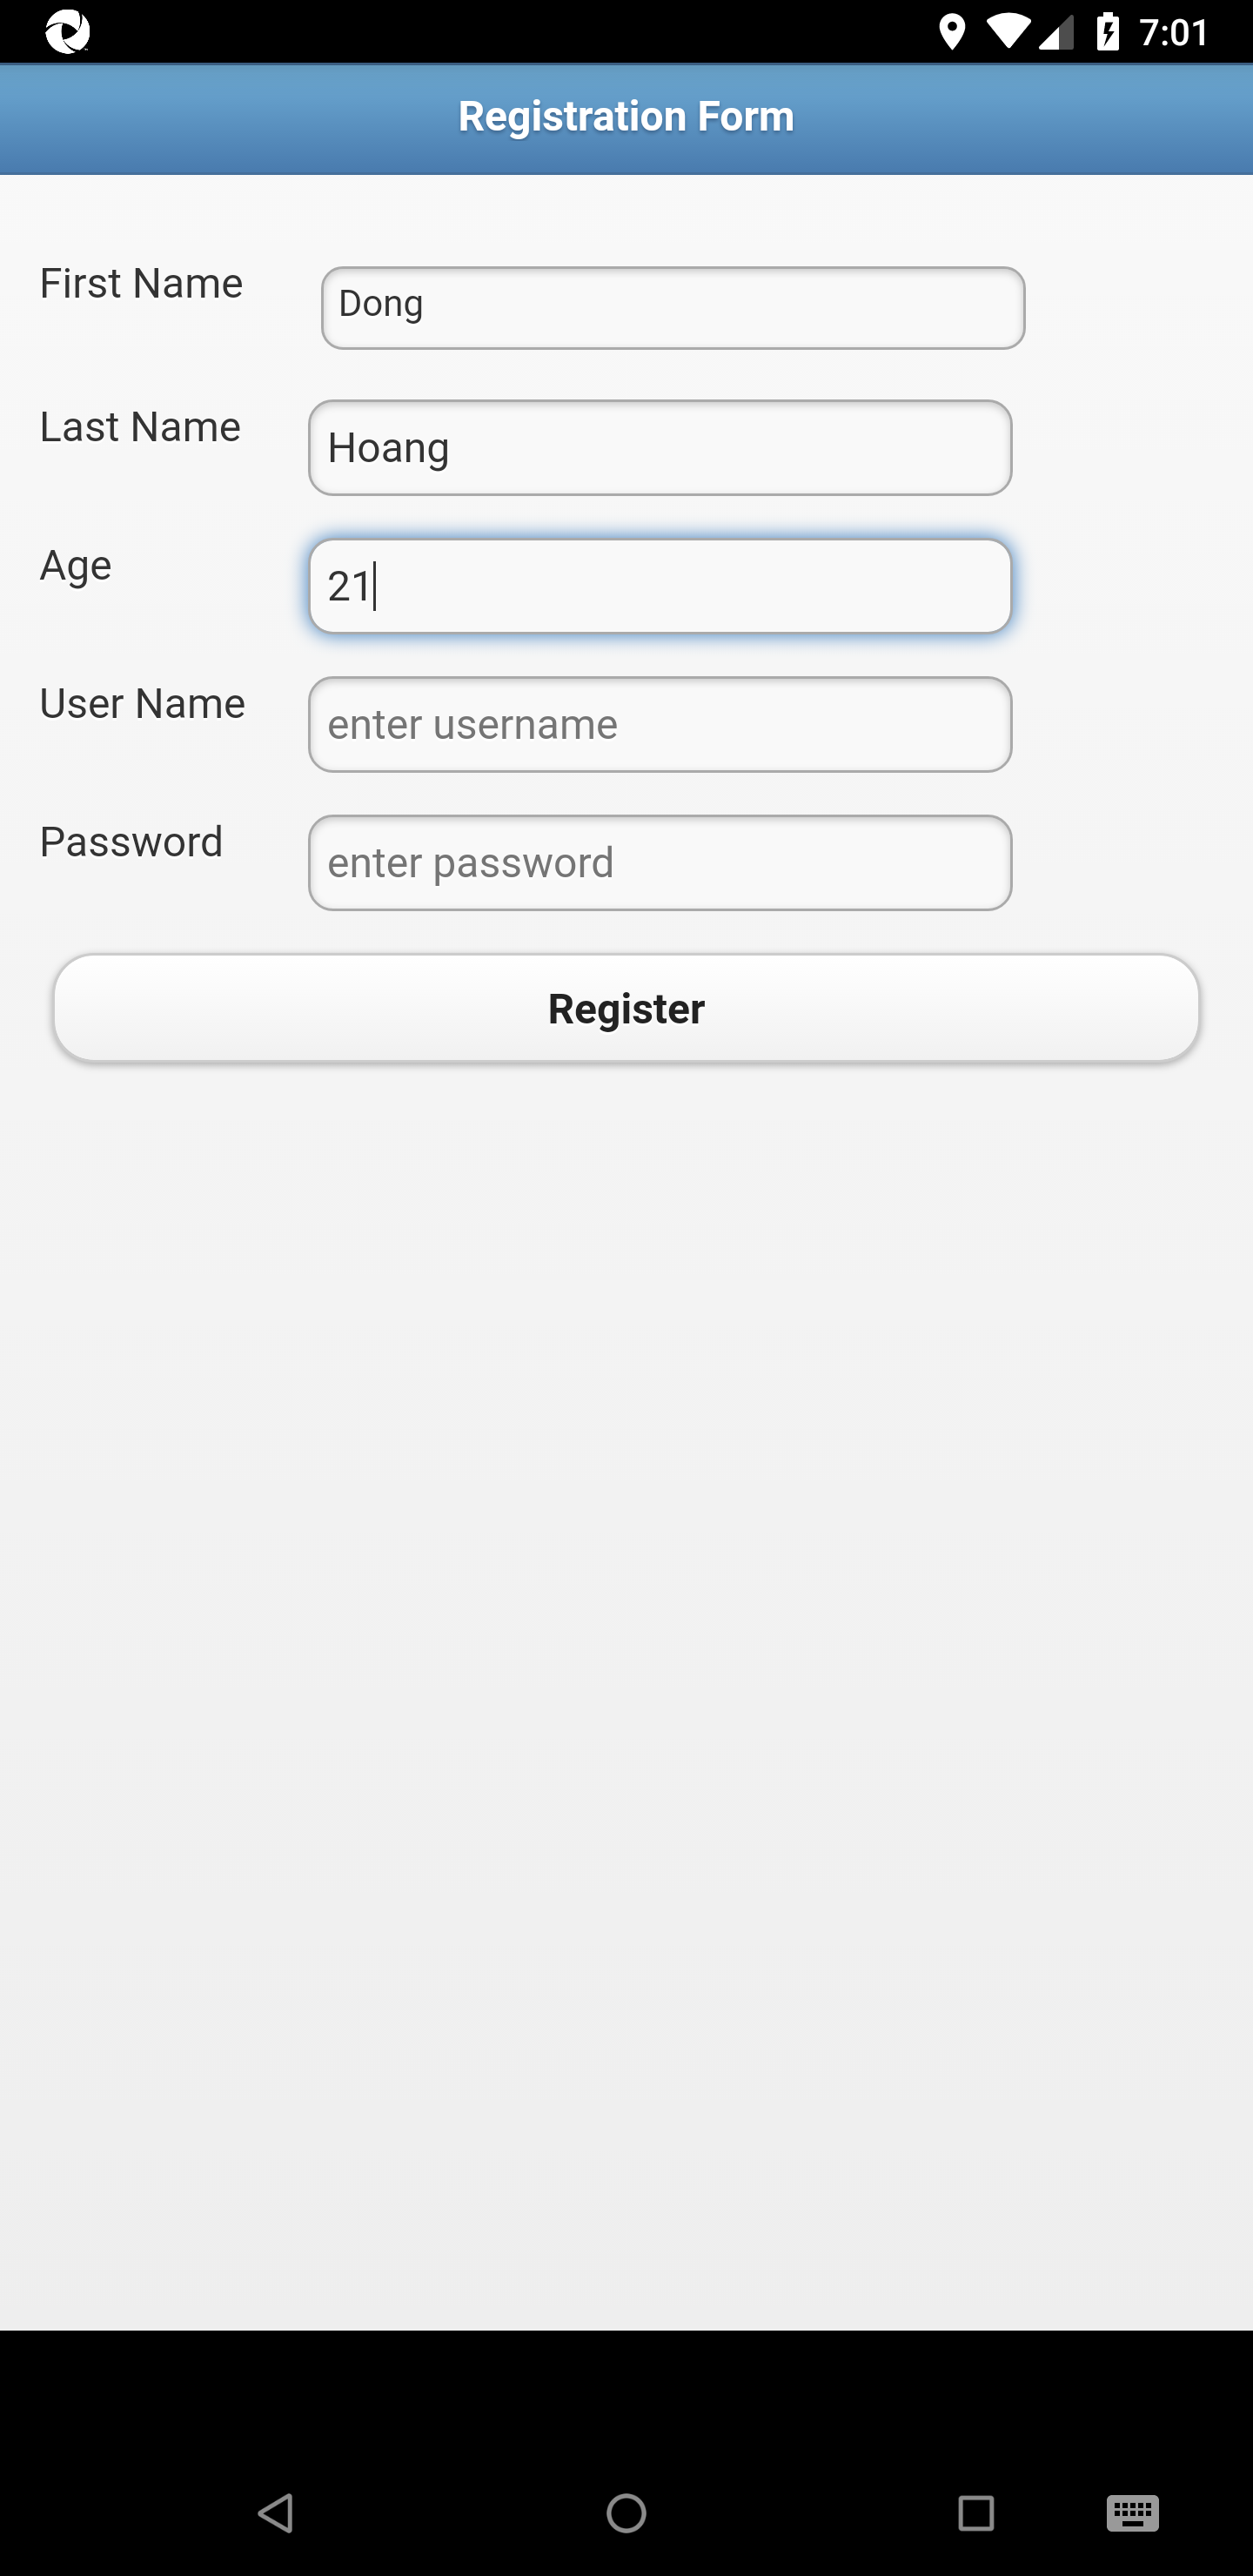 7:01
Registration Form
First Name
Dong
Last Name
Hoang
Age
21
User Name
enter username
Password
enter password
Register